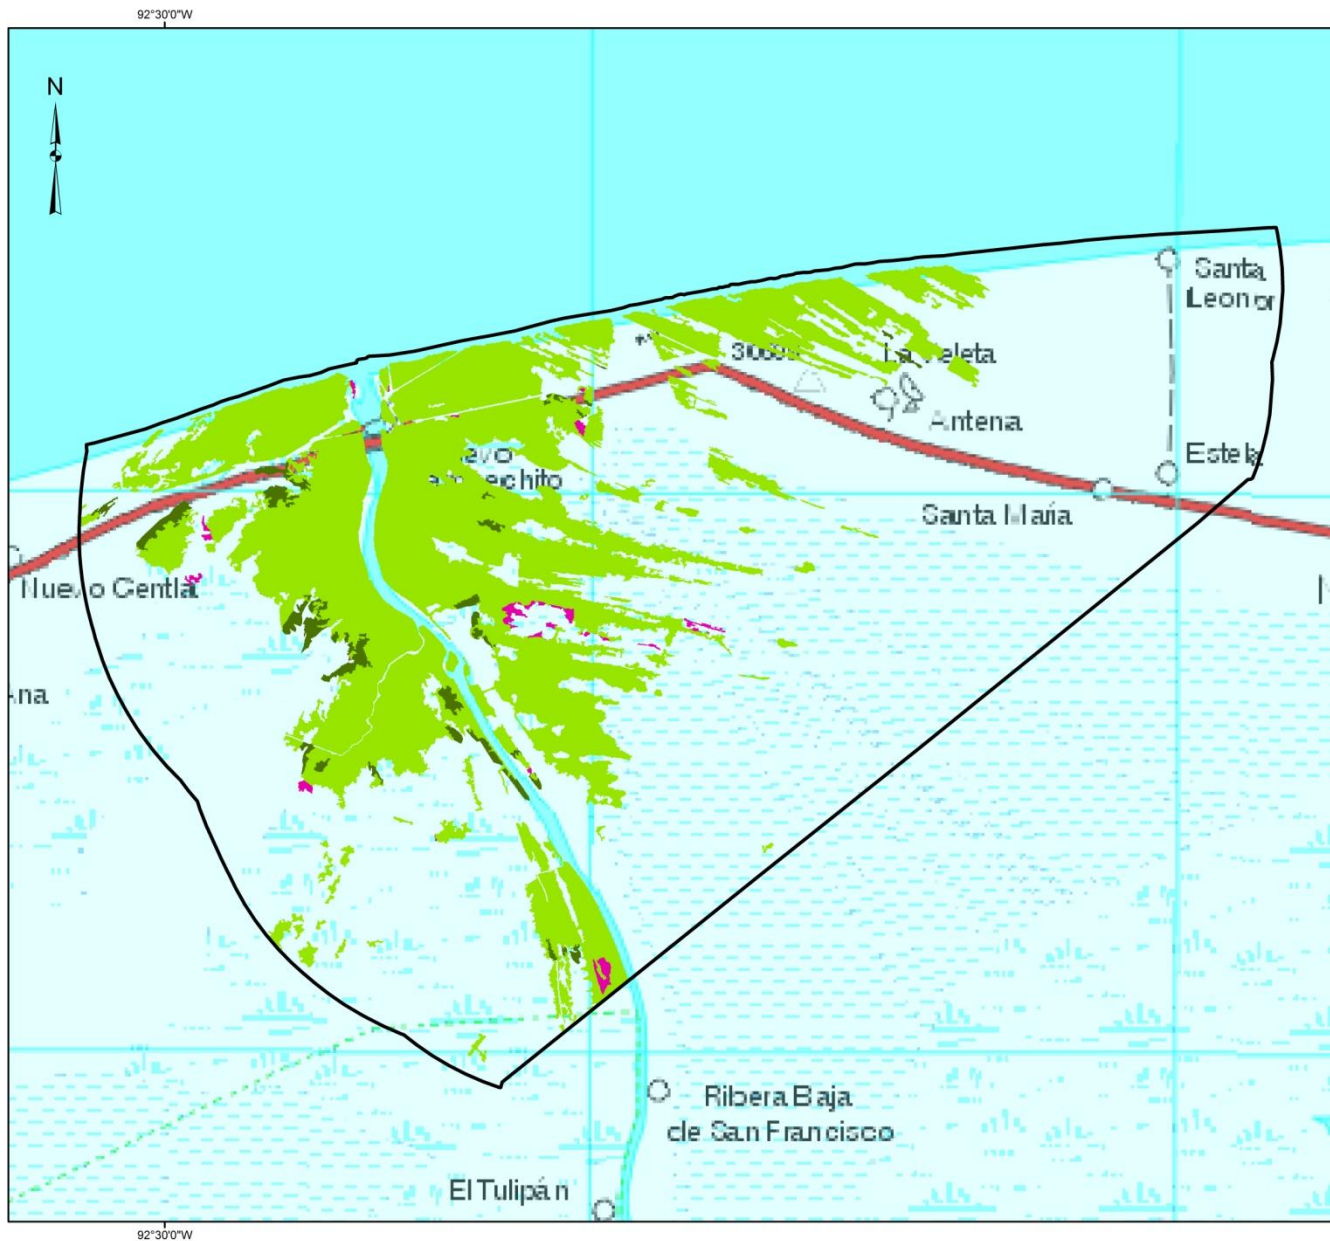 92°30'0"W
N
Santa
Leonor
Antena
Estela
Santa María
Nuevo Centla
Ribera Baja
de San Francisco
El Tulipán
92°30'0"W